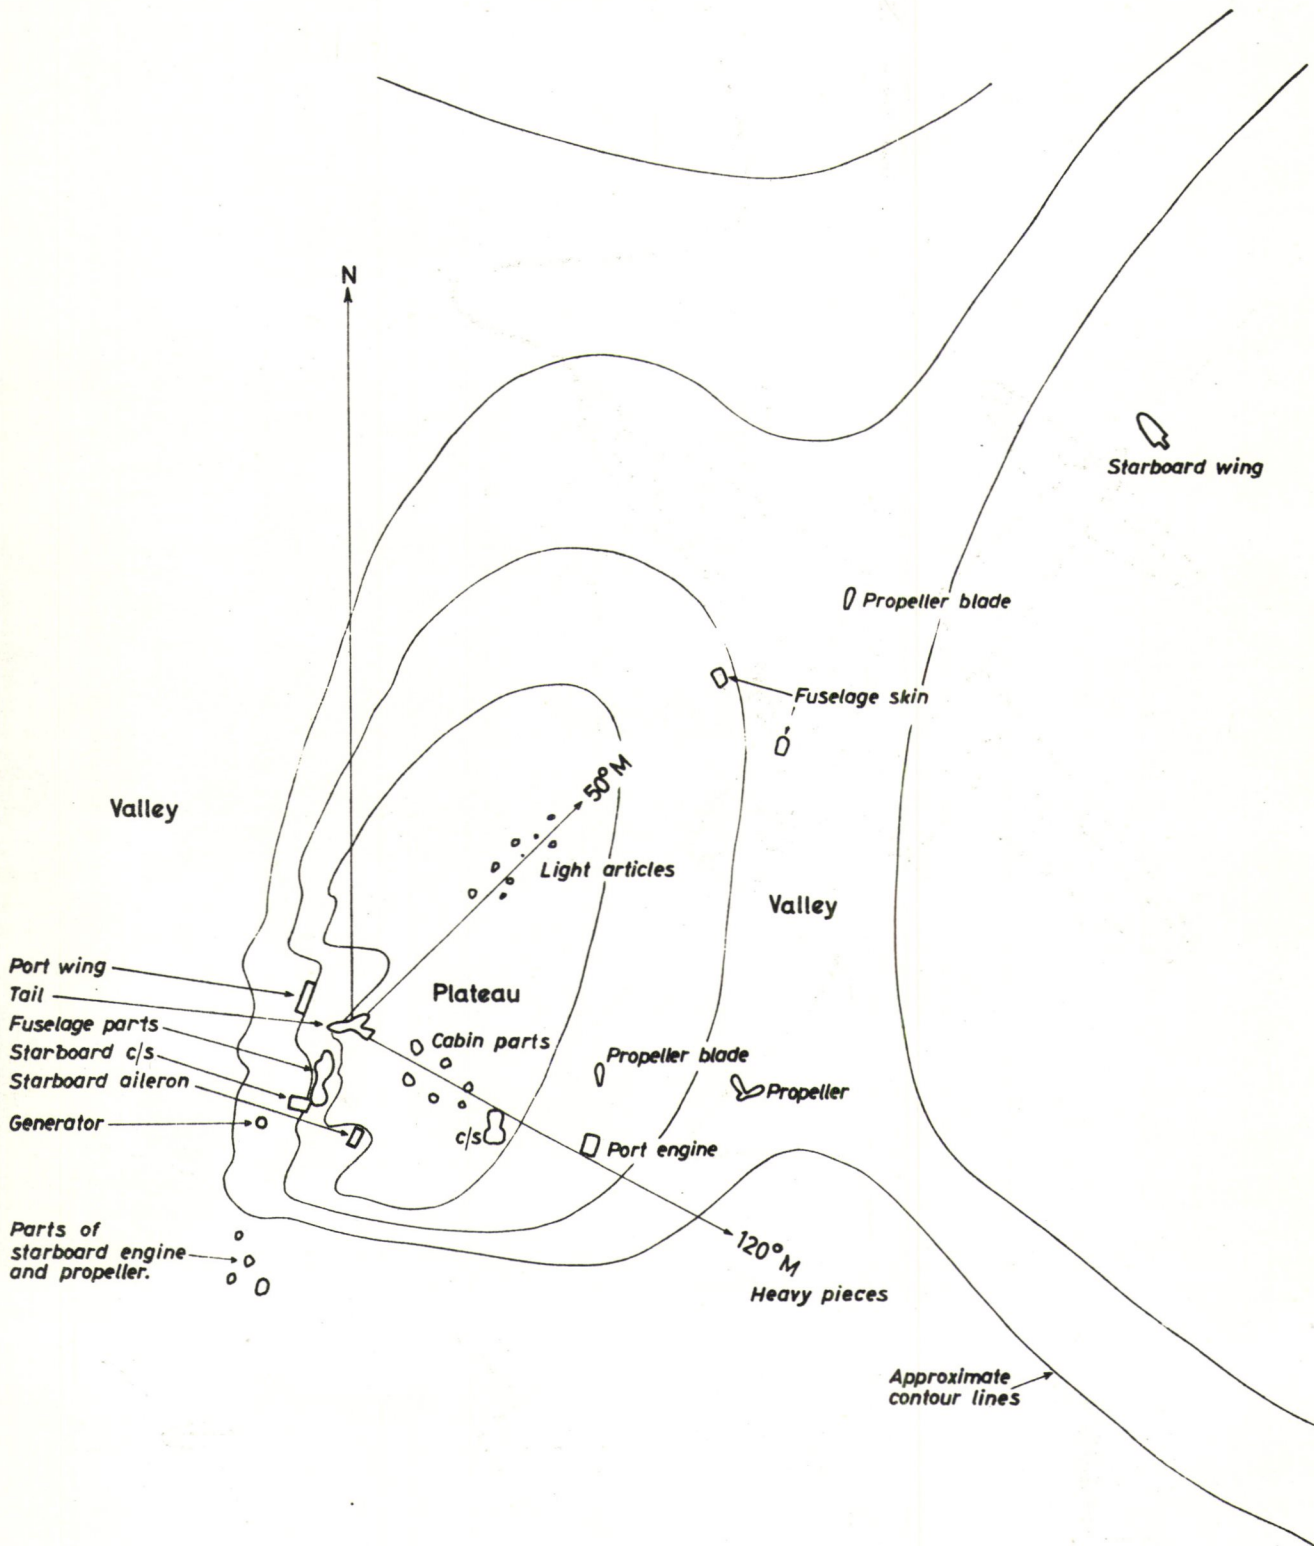 N
Starboard wing
Propeller blade
Fuselage skin
50°M
Valley
Light articles
Valley
Port wing
Tail
Plateau
Fuselage parts
Cabin parts
Starboard c/s
Propeller blade
Starboard aileron
Propeller
Generator
c/s
Port engine
Parts of
starboard engine
and propeller.
120°M
Heavy pieces
Approximate
contour lines